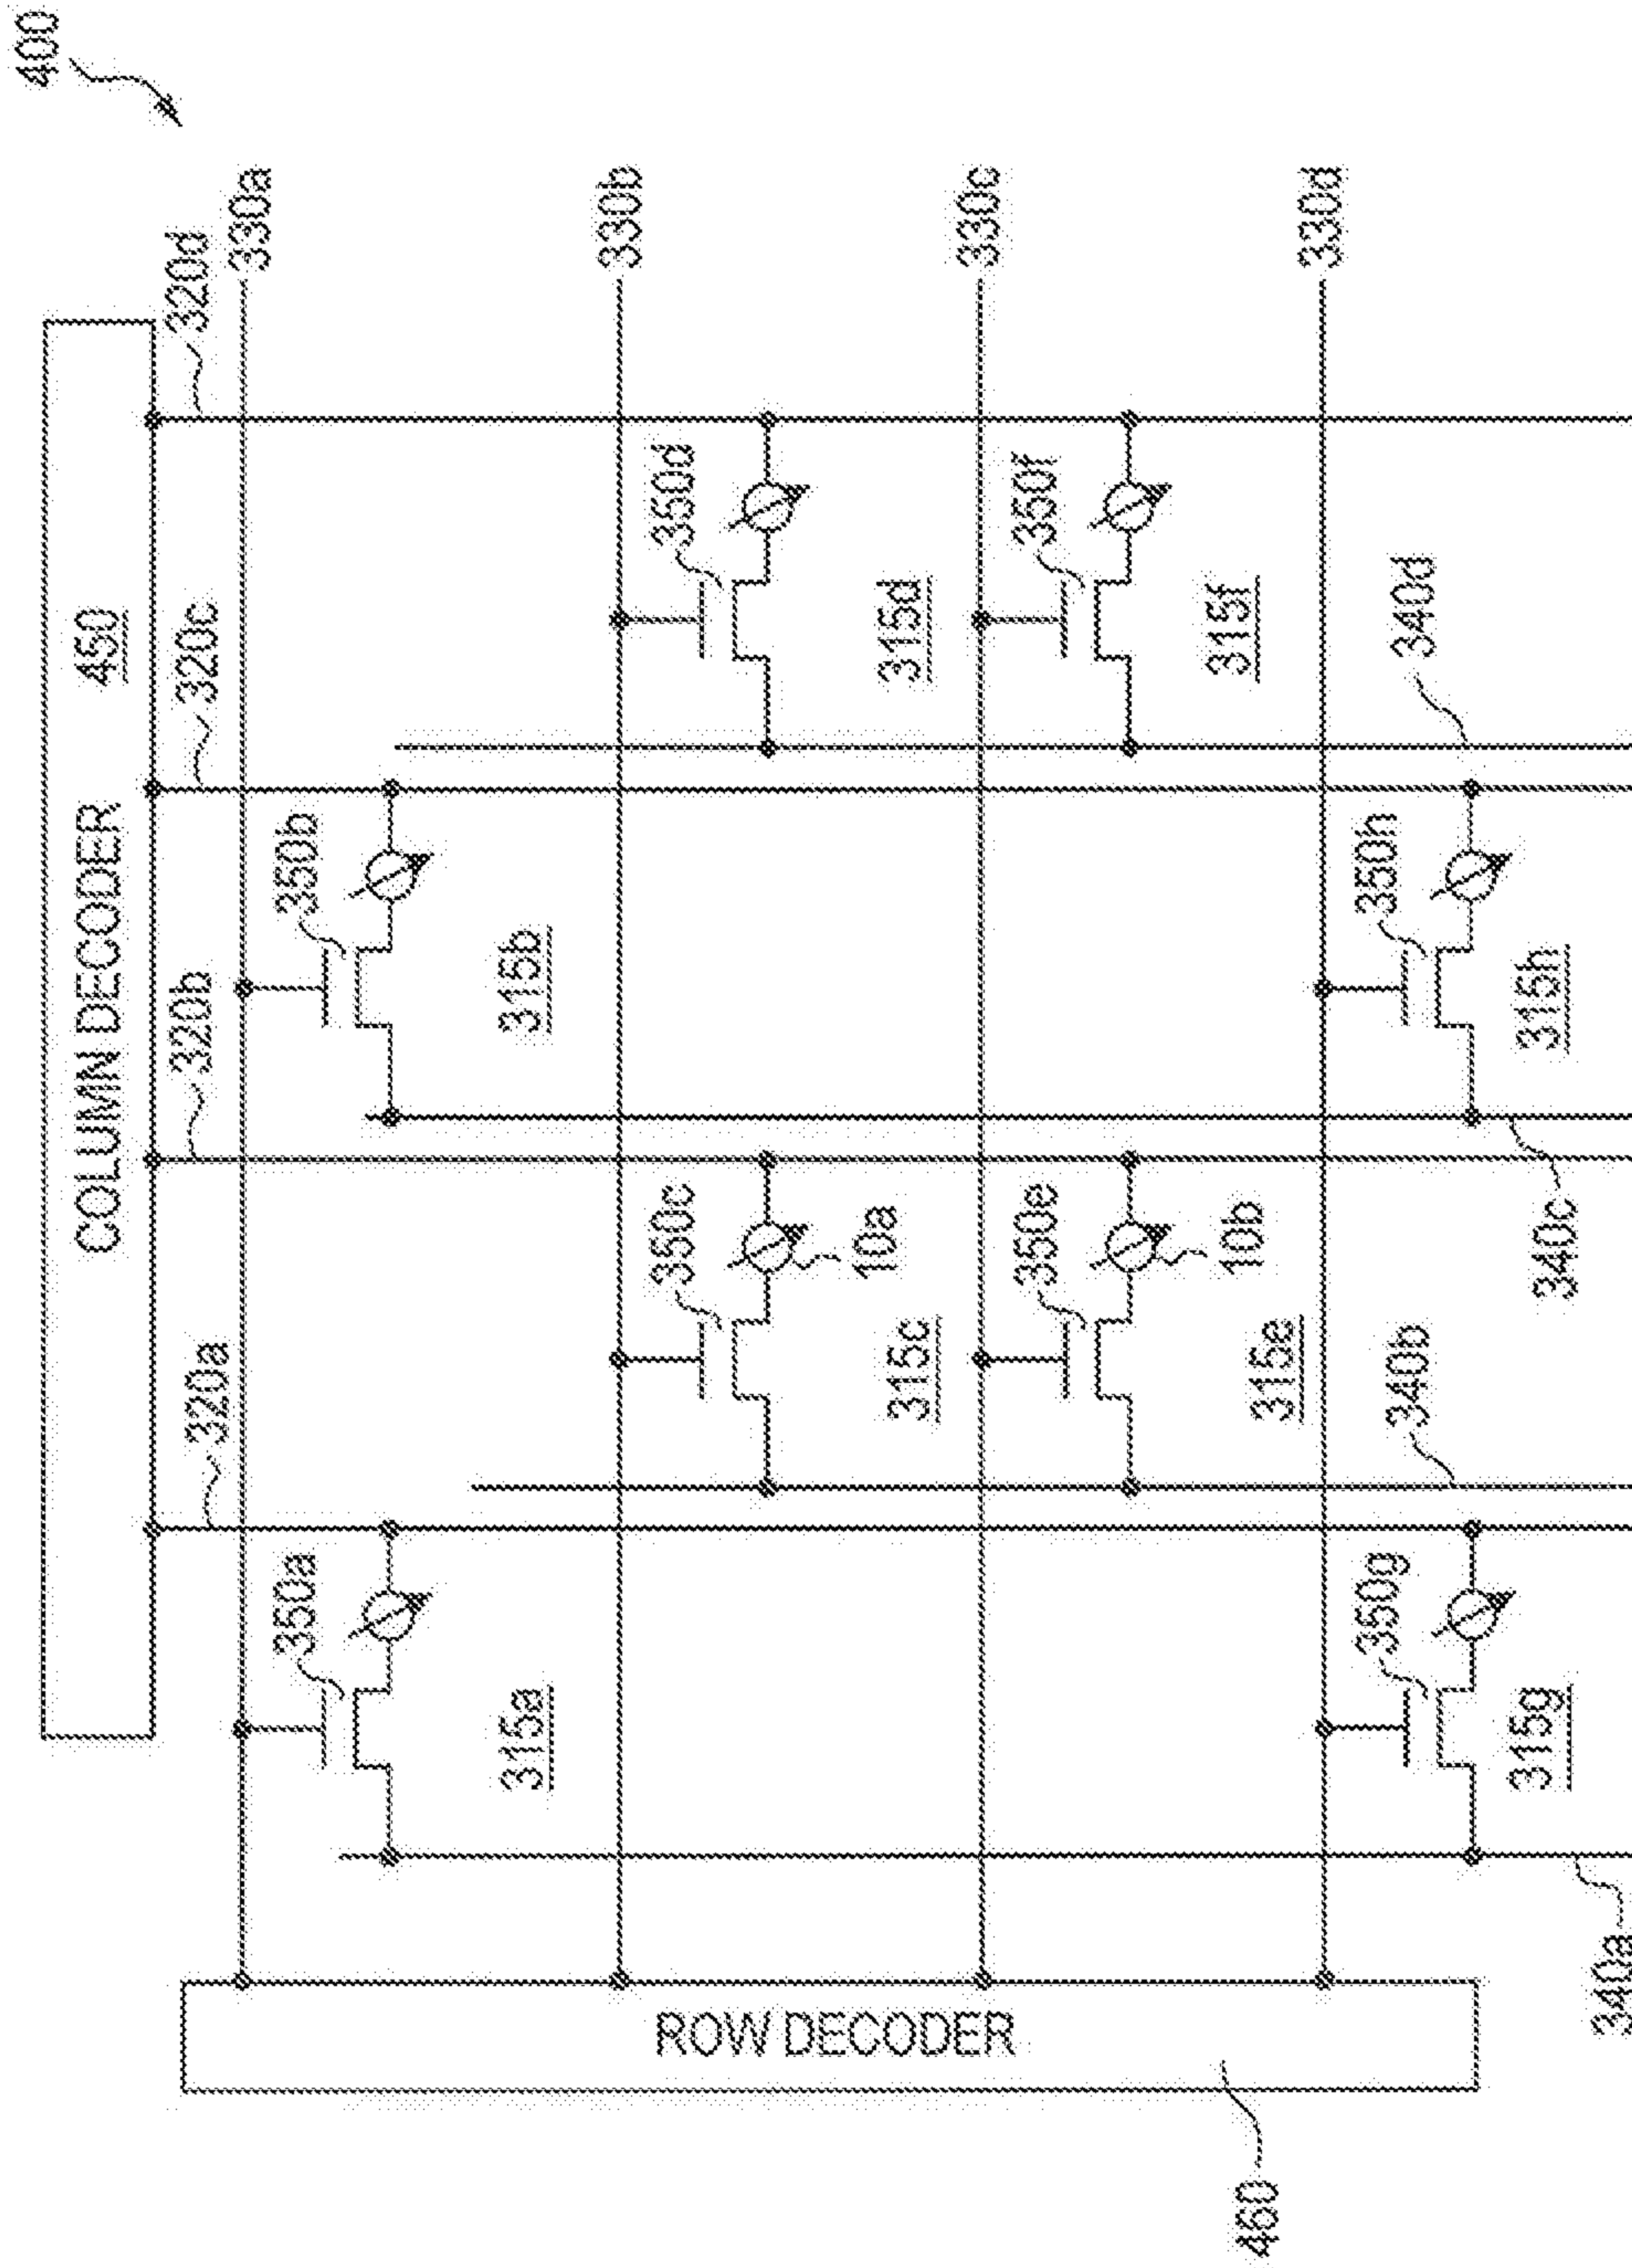 400
COLUMN DECODER 450
320a
320b
320c
320d
330a
350a
350b
315a
315b
330b
350c
350d
ROW DECODER
10a
315c
315d
330c
350e
350f
10b
315e
315f
460
330d
350g
350h
340b
340d
315g
315h
340c
340a